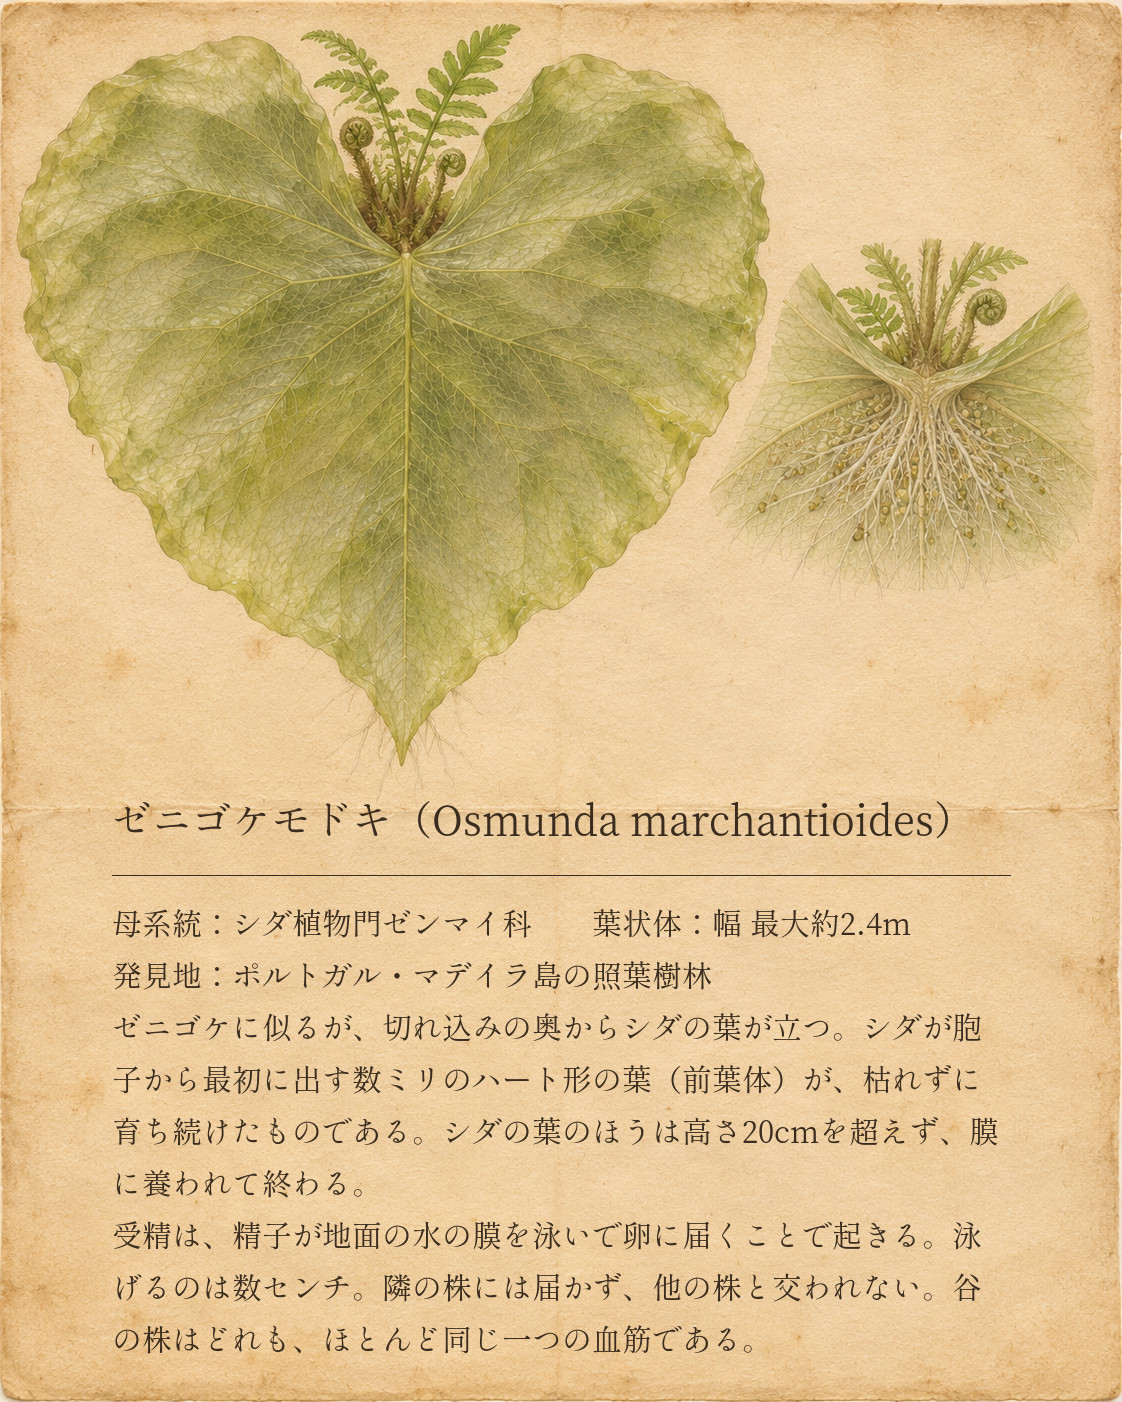 ゼニゴケモドキ（Osmunda marchantioides）
母系統：シダ植物門ゼンマイ科　　葉状体：幅 最大約2.4m
発見地：ポルトガル・マデイラ島の照葉樹林
ゼニゴケに似るが、切れ込みの奥からシダの葉が立つ。シダが胞
子から最初に出す数ミリのハート形の葉（前葉体）が、枯れずに
育ち続けたものである。シダの葉のほうは高さ20cmを超えず、膜
に養われて終わる。
受精は、精子が地面の水の膜を泳いで卵に届くことで起きる。泳
げるのは数センチ。隣の株には届かず、他の株と交われない。谷
の株はどれも、ほとんど同じ一つの血筋である。